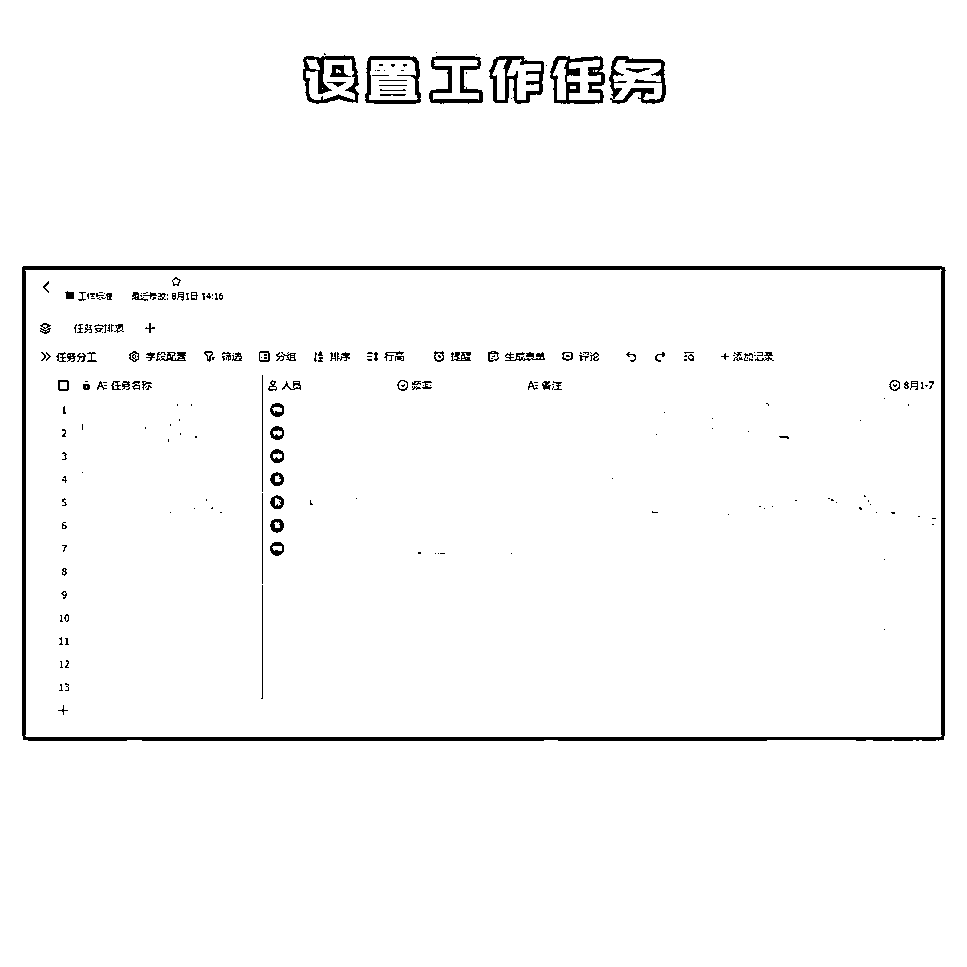 设置工作任务
工作标准 最近修改: 8月1日 14:16
任务安排表
任务分工 字段配置 筛选 分组 排序 行高 提醒 生成表单 评论 + 添加记录
任务名称 人员 频率 备注 8月1-7
1
2
3
4
5
6
7
8
9
10
11
12
13